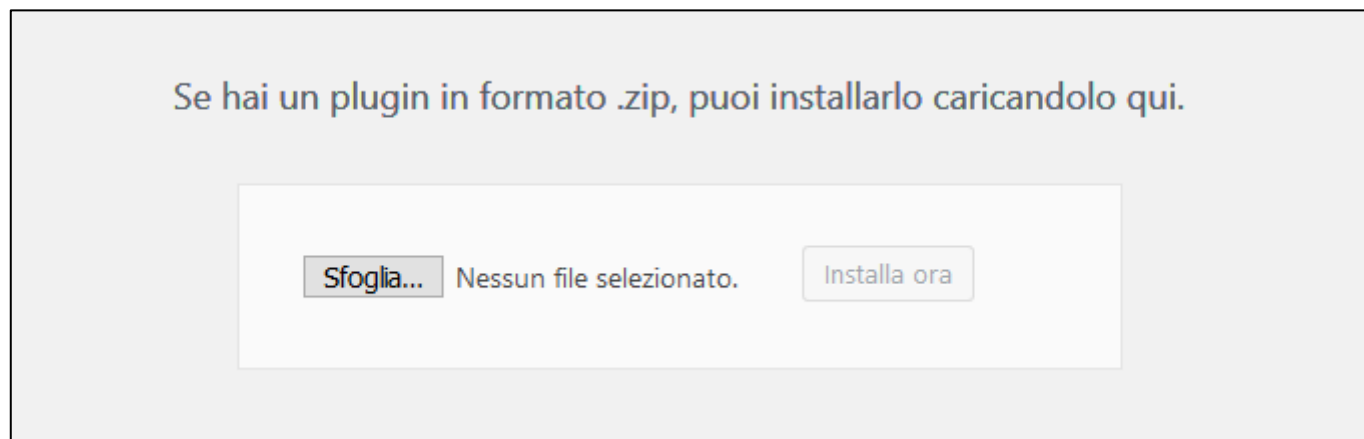 Se hai un plugin in formato .zip, puoi installarlo caricandolo qui.
Sfoglia... Nessun file selezionato. Installa ora